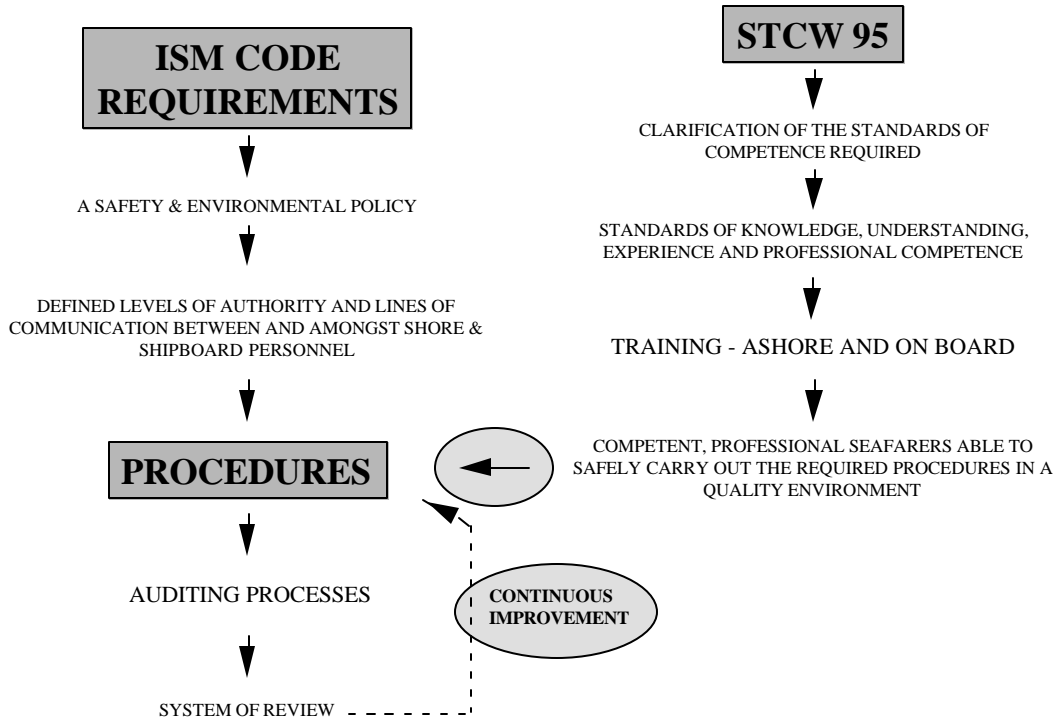 ISM CODE
REQUIREMENTS
A SAFETY & ENVIRONMENTAL POLICY
DEFINED LEVELS OF AUTHORITY AND LINES OF
COMMUNICATION BETWEEN AND AMONGST SHORE &
SHIPBOARD PERSONNEL
PROCEDURES
AUDITING PROCESSES
SYSTEM OF REVIEW
CONTINUOUS
IMPROVEMENT
STCW 95
CLARIFICATION OF THE STANDARDS OF
COMPETENCE REQUIRED
STANDARDS OF KNOWLEDGE, UNDERSTANDING,
EXPERIENCE AND PROFESSIONAL COMPETENCE
TRAINING - ASHORE AND ON BOARD
COMPETENT, PROFESSIONAL SEAFARERS ABLE TO
SAFELY CARRY OUT THE REQUIRED PROCEDURES IN A
QUALITY ENVIRONMENT